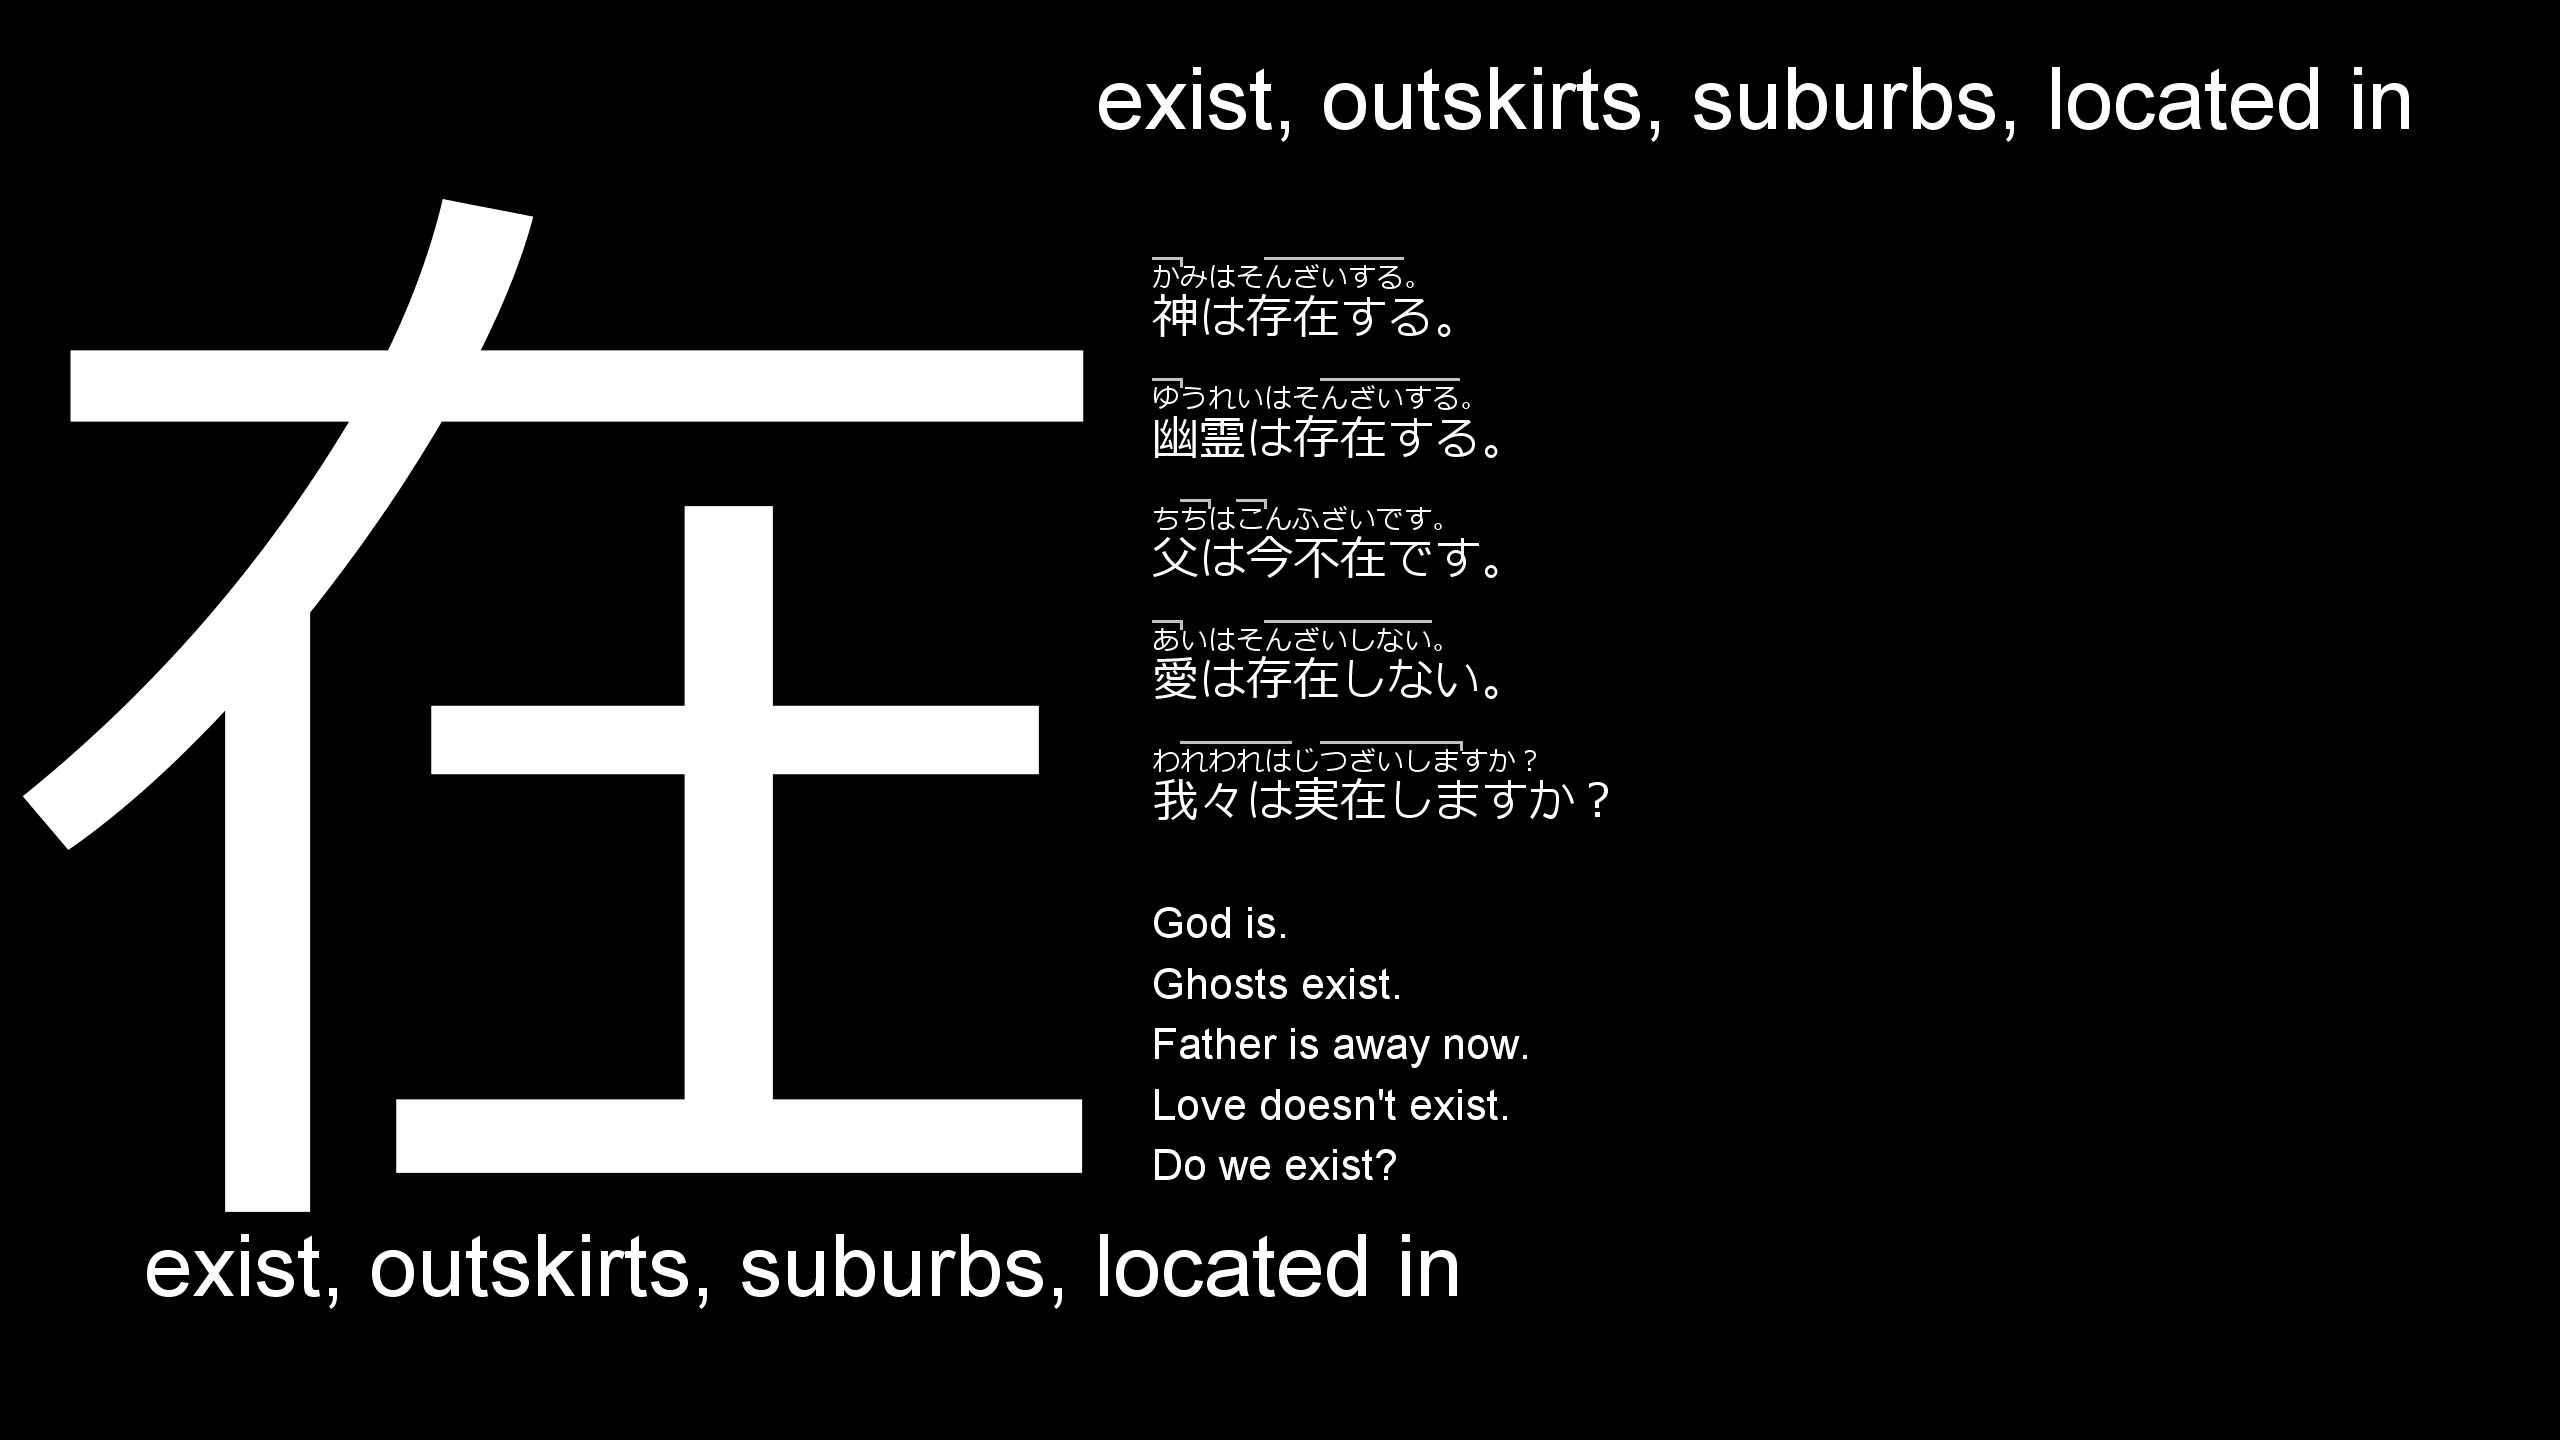 exist, outskirts, suburbs, located in
在
かみはそんざいする。
神は存在する。
ゆうれいはそんざいする。
幽霊は存在する。
ちちはこんふざいです。
父は今不在です。
あいはそんざいしない。
愛は存在しない。
われわれはじつざいしますか？
我々は実在しますか？
God is.
Ghosts exist.
Father is away now.
Love doesn't exist.
Do we exist?
exist, outskirts, suburbs, located in